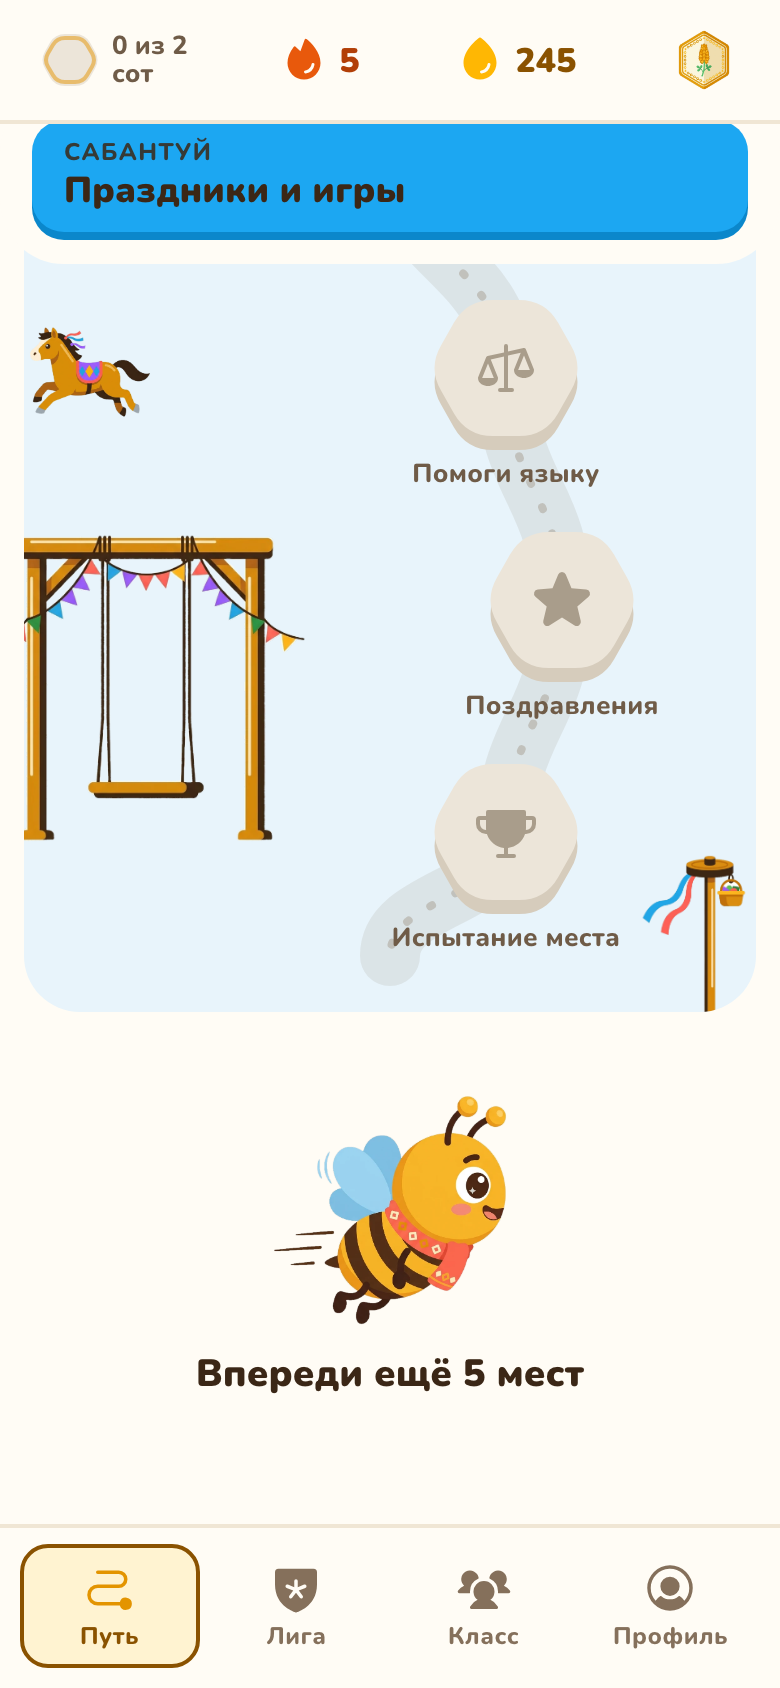 0 из 2
сот
5
245
САБАНТУЙ
Праздники и игры
Помоги языку
Поздравления
Испытание места
Впереди ещё 5 мест
Путь
Лига
Класс
Профиль